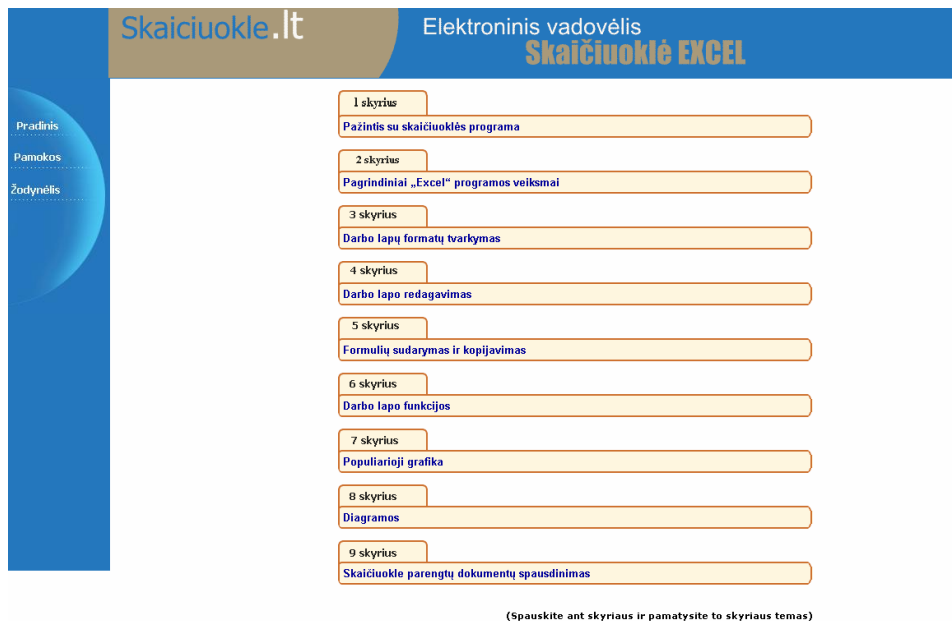 Skaiciuokle.lt
Elektroninis vadovėlis
Skaičiuoklė EXCEL
Pradinis
Pamokos
Žodynėlis
1 skyrius
Pažintis su skaičiuoklės programa
2 skyrius
Pagrindiniai „Excel“ programos veiksmai
3 skyrius
Darbo lapų formatų tvarkymas
4 skyrius
Darbo lapo redagavimas
5 skyrius
Formulių sudarymas ir kopijavimas
6 skyrius
Darbo lapo funkcijos
7 skyrius
Populiarioji grafika
8 skyrius
Diagramos
9 skyrius
Skaičiuokle parengtų dokumentų spausdinimas
(Spauskite ant skyriaus ir pamatysite to skyriaus temas)